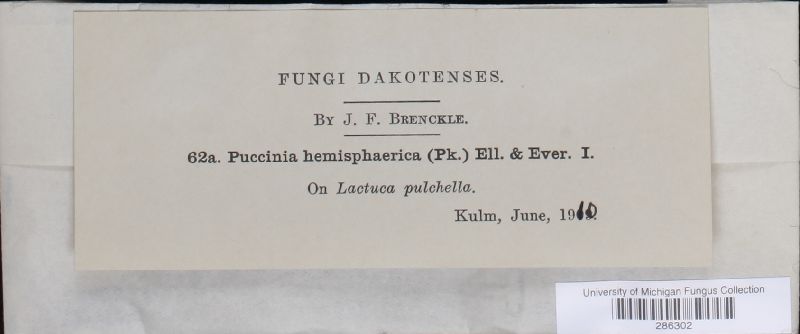 FUNGI DAKOTENSES.
By J. F. Brenckle.
62a. Puccinia hemisphaerica (Pk.) Ell. & Ever. I.
On Lactuca pulchella.
Kulm, June, 1910.
University of Michigan Fungus Collection
286302